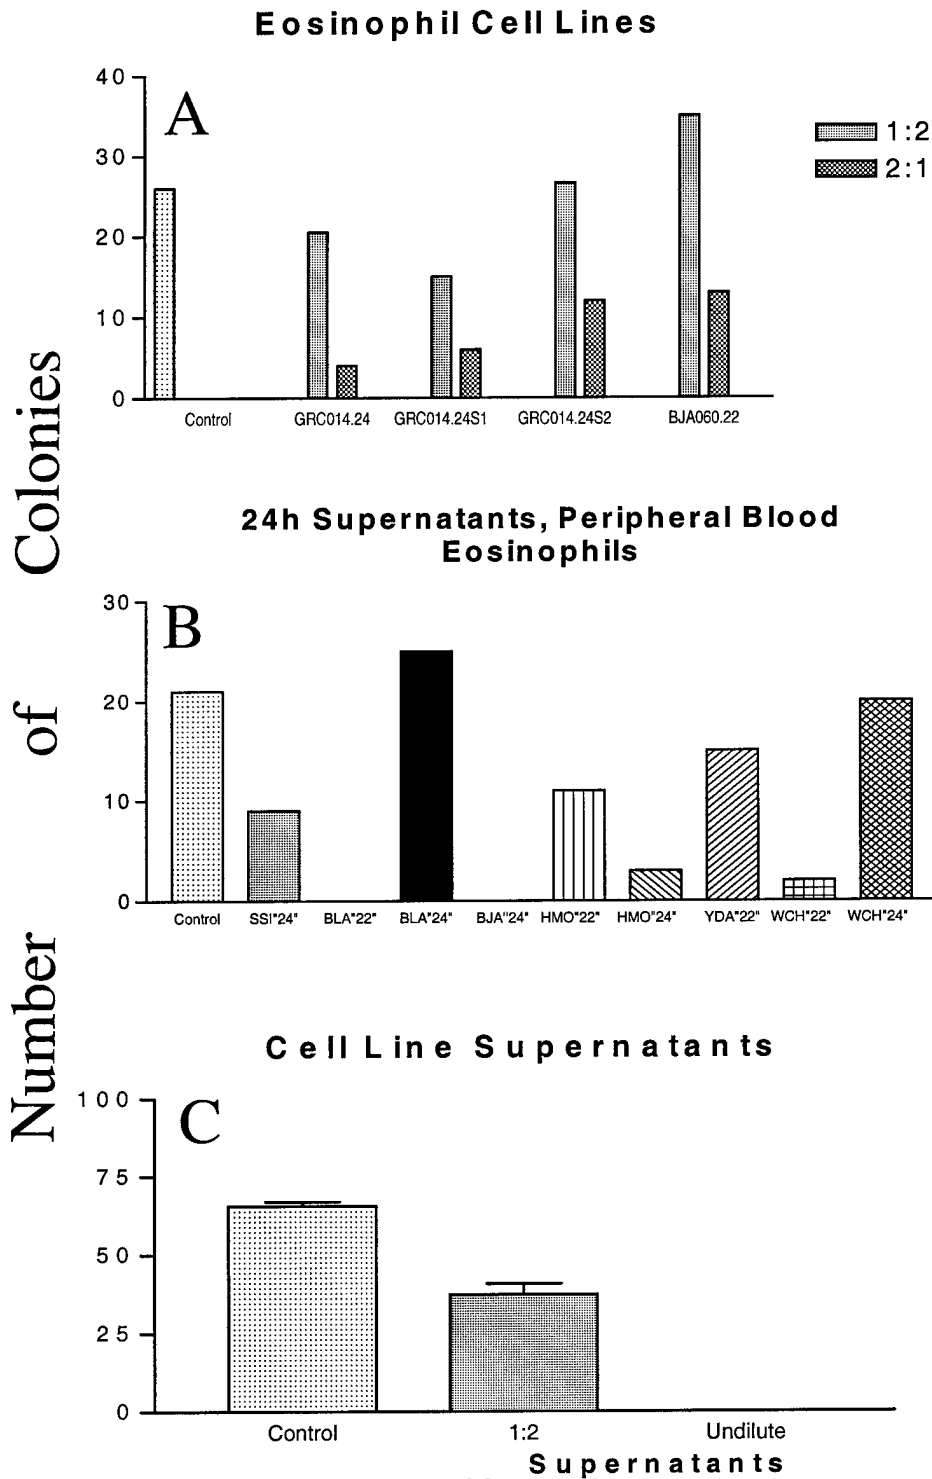 Eosinophil Cell Lines
A
40
30
20
10
0
1:2
2:1
Control GRC014.24 GRC014.24S1 GRC014.24S2 BJA060.22
Number of Colonies
24h Supernatants, Peripheral Blood
Eosinophils
B
30
20
10
0
Control SSI"24" BLA"22" BLA"24" BJA"24" HMO"22" HMO"24" YDA"22" WCH"22" WCH"24"
Cell Line Supernatants
C
100
75
50
25
0
Control 1:2 Undilute
Supernatants